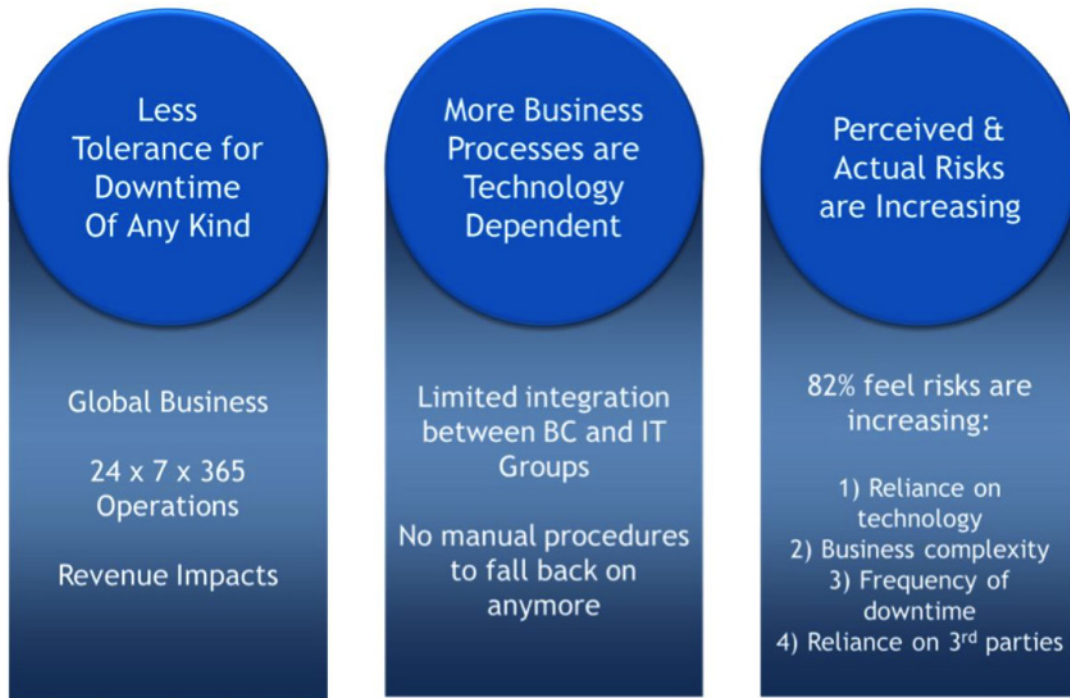 Less
Tolerance for
Downtime
Of Any Kind
Global Business
24 x 7 x 365
Operations
Revenue Impacts
More Business
Processes are
Technology
Dependent
Limited integration
between BC and IT
Groups
No manual procedures
to fall back on
anymore
Perceived &
Actual Risks
are Increasing
82% feel risks are
increasing:
1) Reliance on
technology
2) Business complexity
3) Frequency of
downtime
4) Reliance on 3rd parties